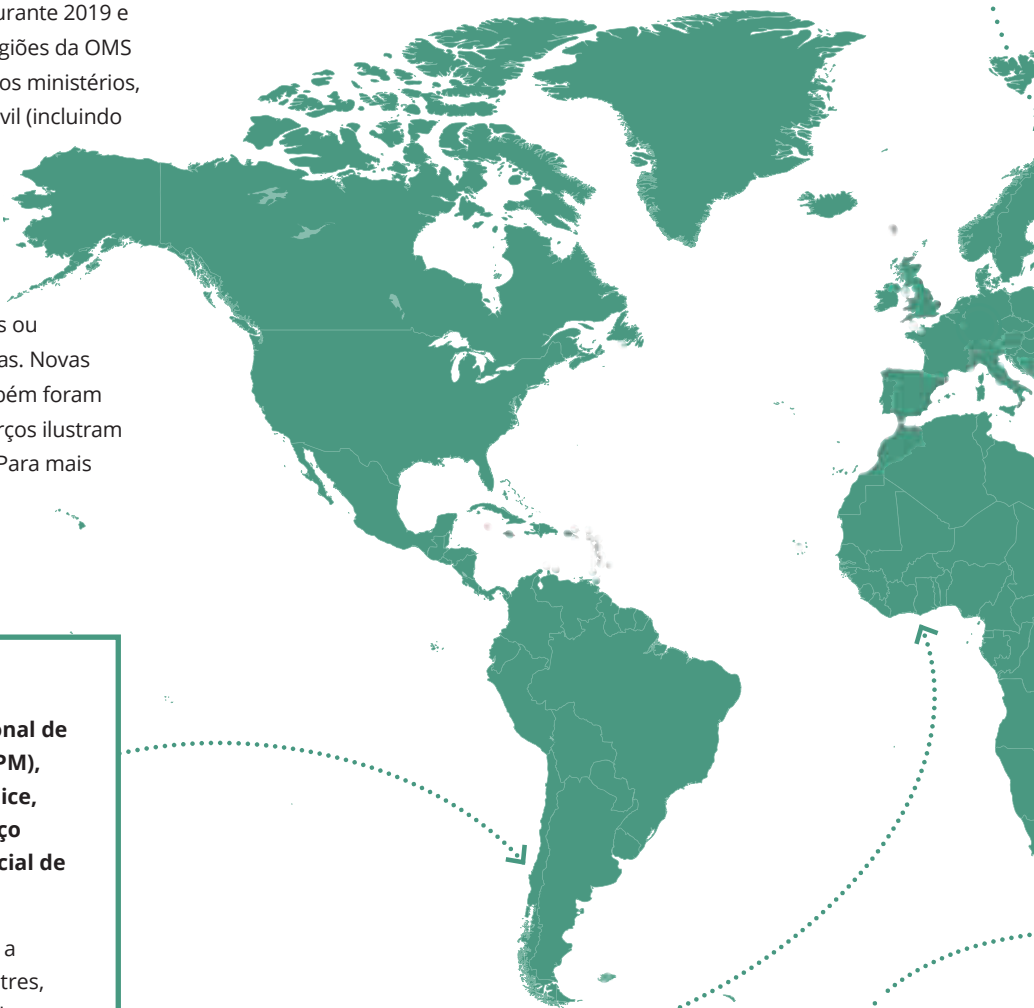 urante 2019 e
giões da OMS
os ministérios,
vil (incluindo
s ou
as. Novas
bém foram
rços ilustram
Para mais
onal de
PM),
ice,
ço
cial de
a
tres,